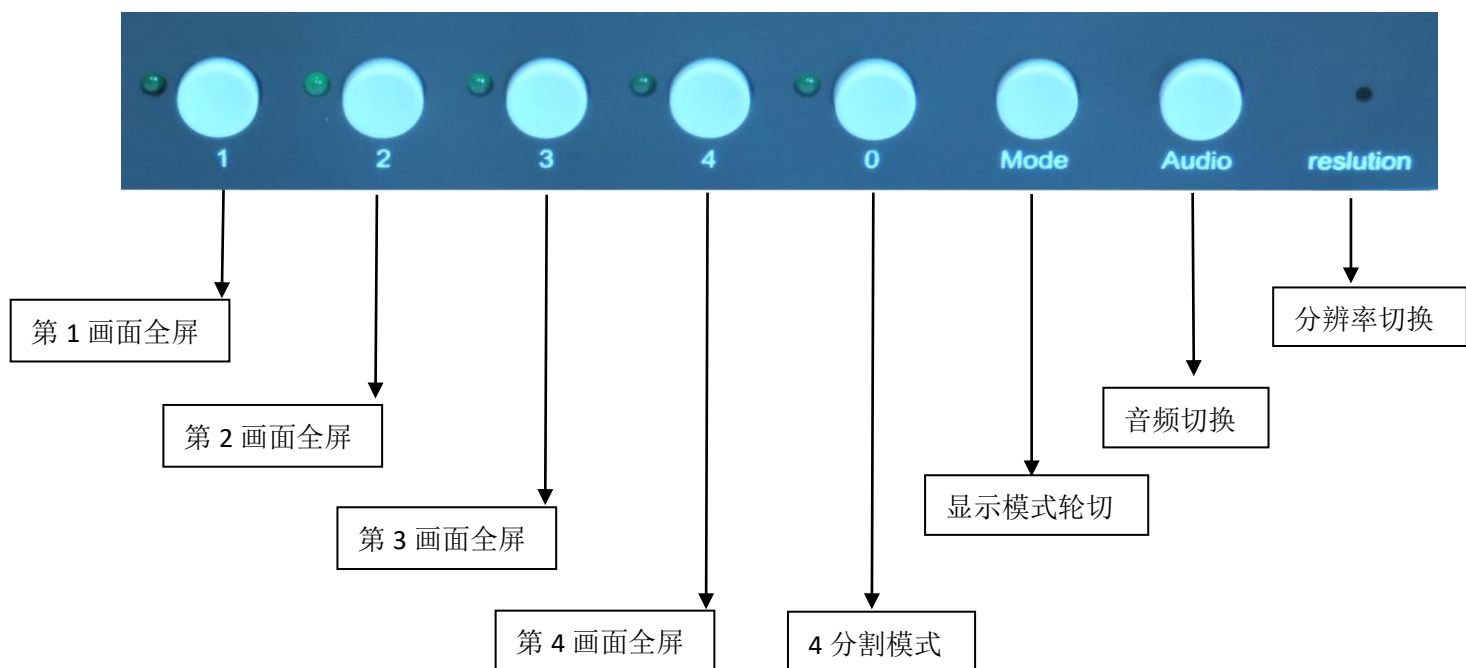 1 2 3 4 0 Mode Audio reslution
第 1 画面全屏
分辨率切换
第 2 画面全屏
音频切换
第 3 画面全屏
显示模式轮切
第 4 画面全屏
4 分割模式